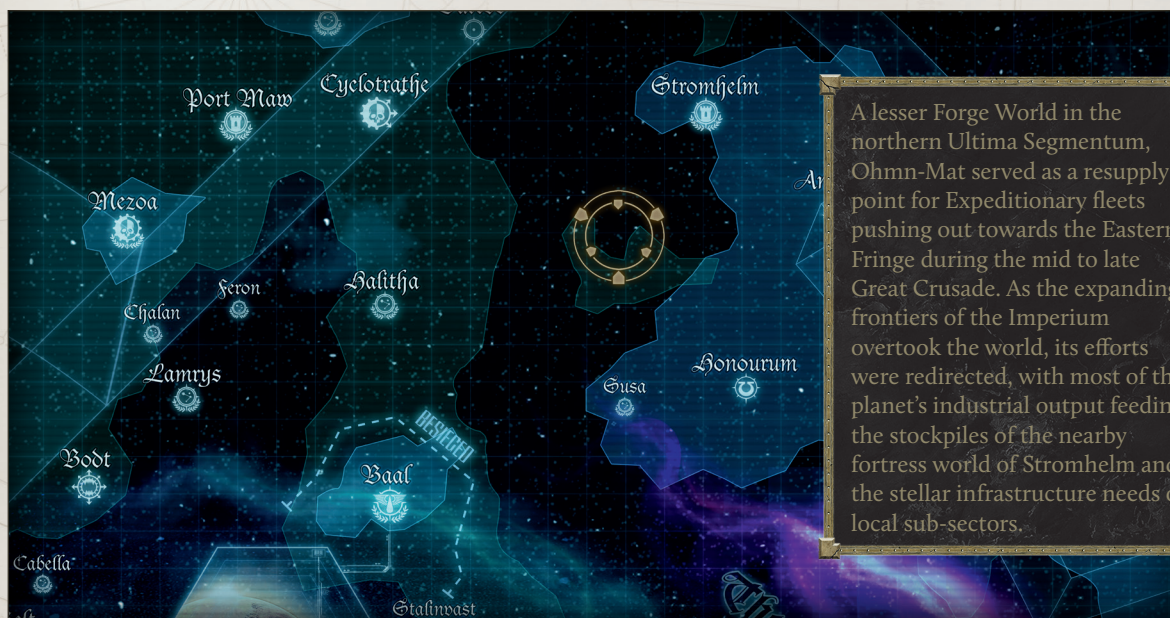 Port Maw
Cyclotrathe
Stromhelm
Mezoa
Feron
Halitha
Chalan
Lamrys
Susa
Honourum
BESIEGED
Bodt
Baal
Cabella
Stalinvast
A lesser Forge World in the
northern Ultima Segmentum,
Ohmn-Mat served as a resupply
point for Expeditionary fleets
pushing out towards the Eastern
Fringe during the mid to late
Great Crusade. As the expanding
frontiers of the Imperium
overtook the world, its efforts
were redirected, with most of th
planet's industrial output feedin
the stockpiles of the nearby
fortress world of Stromhelm and
the stellar infrastructure needs o
local sub-sectors.